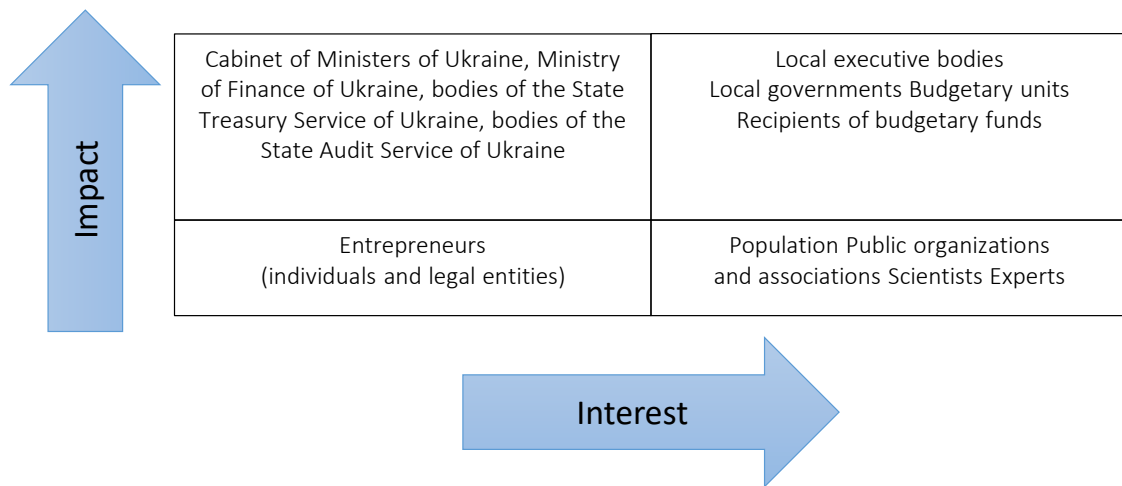 Impact
Cabinet of Ministers of Ukraine, Ministry
of Finance of Ukraine, bodies of the State
Treasury Service of Ukraine, bodies of the
State Audit Service of Ukraine
Local executive bodies
Local governments Budgetary units
Recipients of budgetary funds
Entrepreneurs
(individuals and legal entities)
Population Public organizations
and associations Scientists Experts
Interest